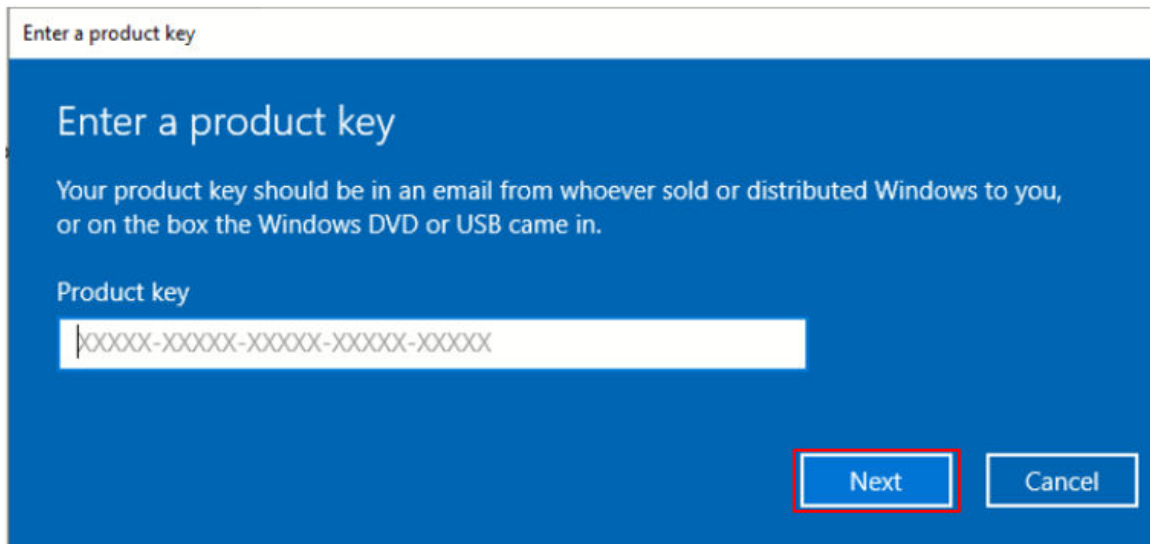 Enter a product key
Enter a product key
Your product key should be in an email from whoever sold or distributed Windows to you,
or on the box the Windows DVD or USB came in.
Product key
XXXXX-XXXXX-XXXXX-XXXXX-XXXXX
Next Cancel